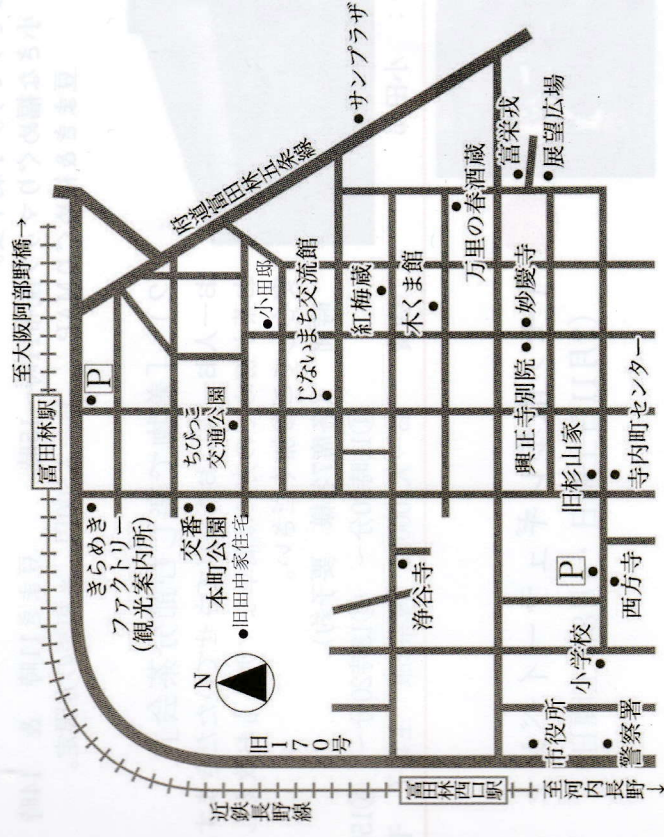 至大阪阿部野橋→
富田林駅
P
きらめき
ファクトリー
(観光案内所)
交番
本町公園
旧田中家住宅
ちびっこ
交通公園
府道富田林五条線
サンプラザ
小田邸
じないまち交流館
紅梅蔵
木くま館
万里の春酒蔵
富栄戎
展望広場
妙慶寺
興正寺別院
旧杉山家
寺内町センター
浄谷寺
P
西方寺
小学校
市役所
警察署
N
旧170号
近鉄長野線
富田林西口駅
至河内長野→